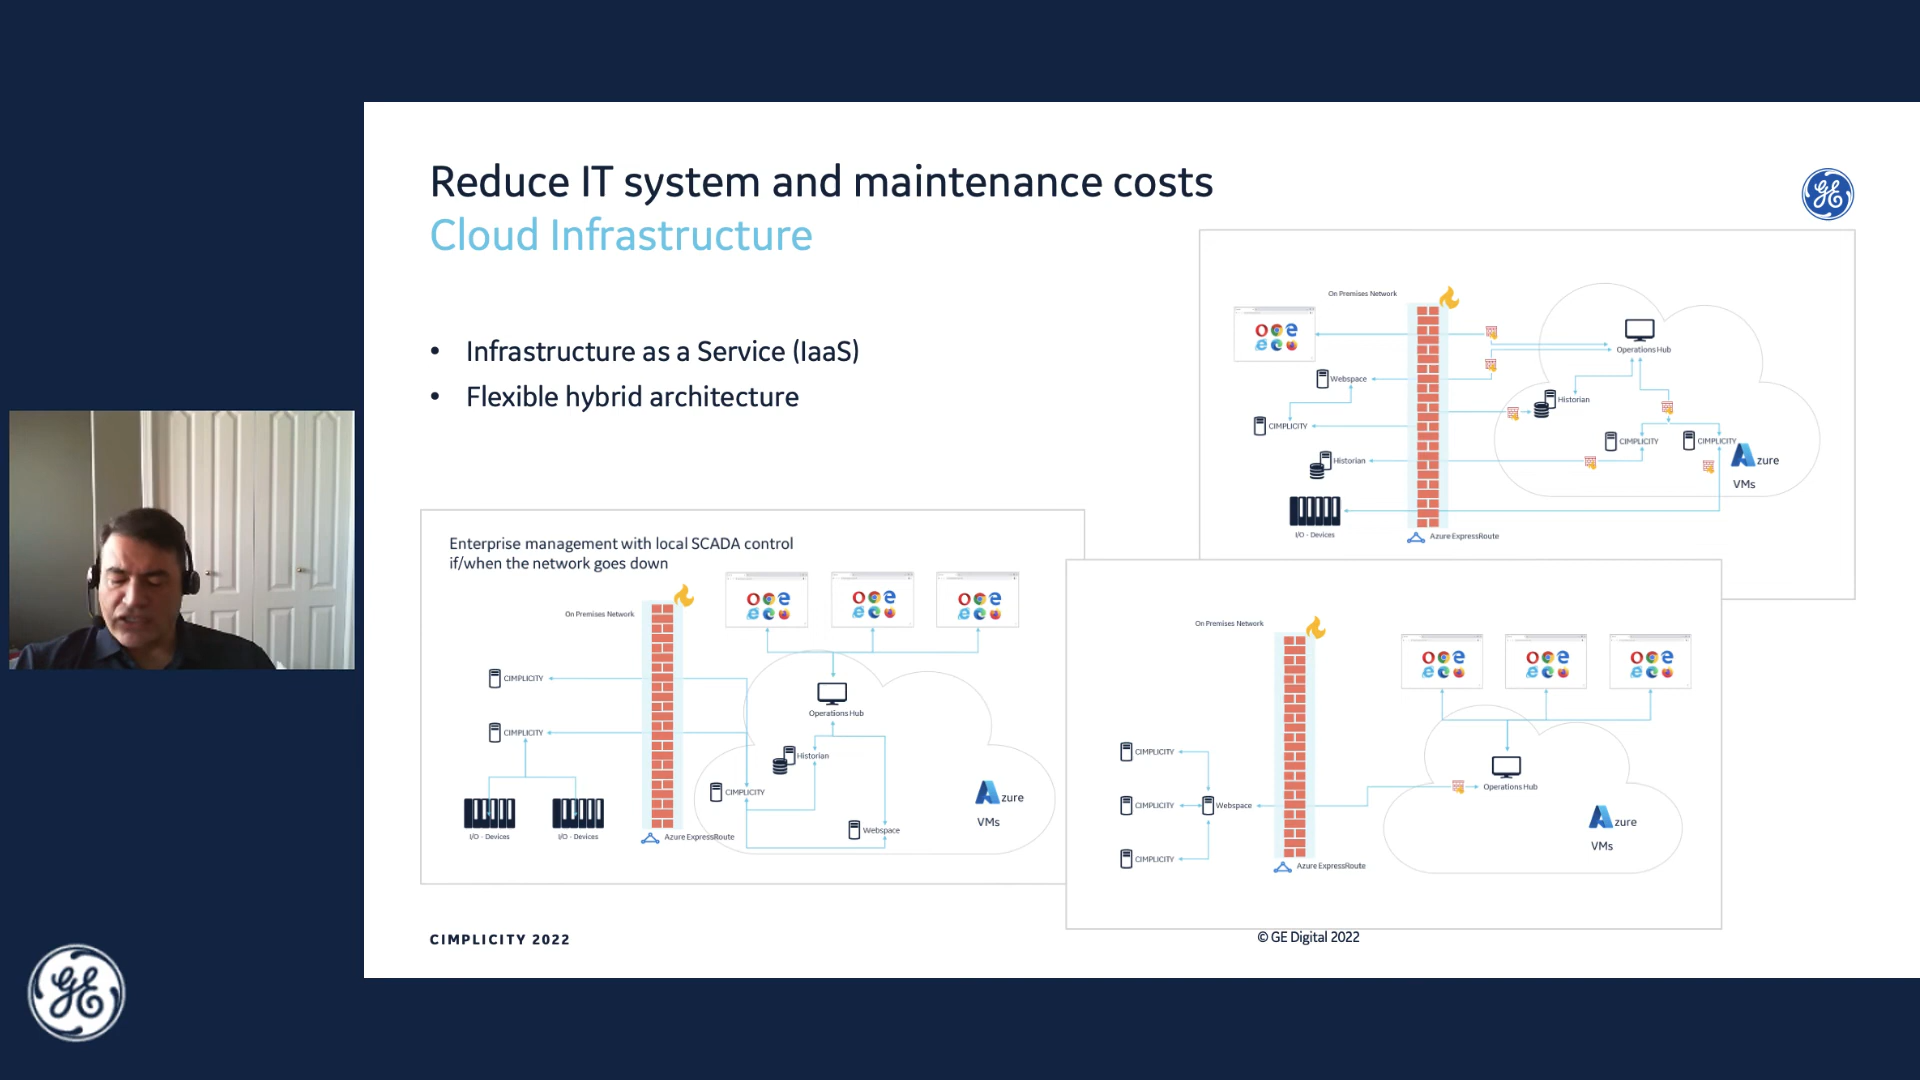 Reduce IT system and maintenance costs
Cloud Infrastructure
• Infrastructure as a Service (IaaS)
• Flexible hybrid architecture
On Premises Network
Operations Hub
Webspace
Historian
CIMPLICITY
CIMPLICITY
CIMPLICITY
Historian
Azure
VMs
I/O - Devices
Azure ExpressRoute
Enterprise management with local SCADA control
if/when the network goes down
On Premises Network
CIMPLICITY
Operations Hub
CIMPLICITY
Historian
CIMPLICITY
Azure
VMs
Webspace
I/O - Devices
I/O - Devices
Azure ExpressRoute
On Premises Network
CIMPLICITY
Operations Hub
CIMPLICITY
Webspace
Azure
VMs
CIMPLICITY
Azure ExpressRoute
CIMPLICITY 2022
© GE Digital 2022
GE
GE